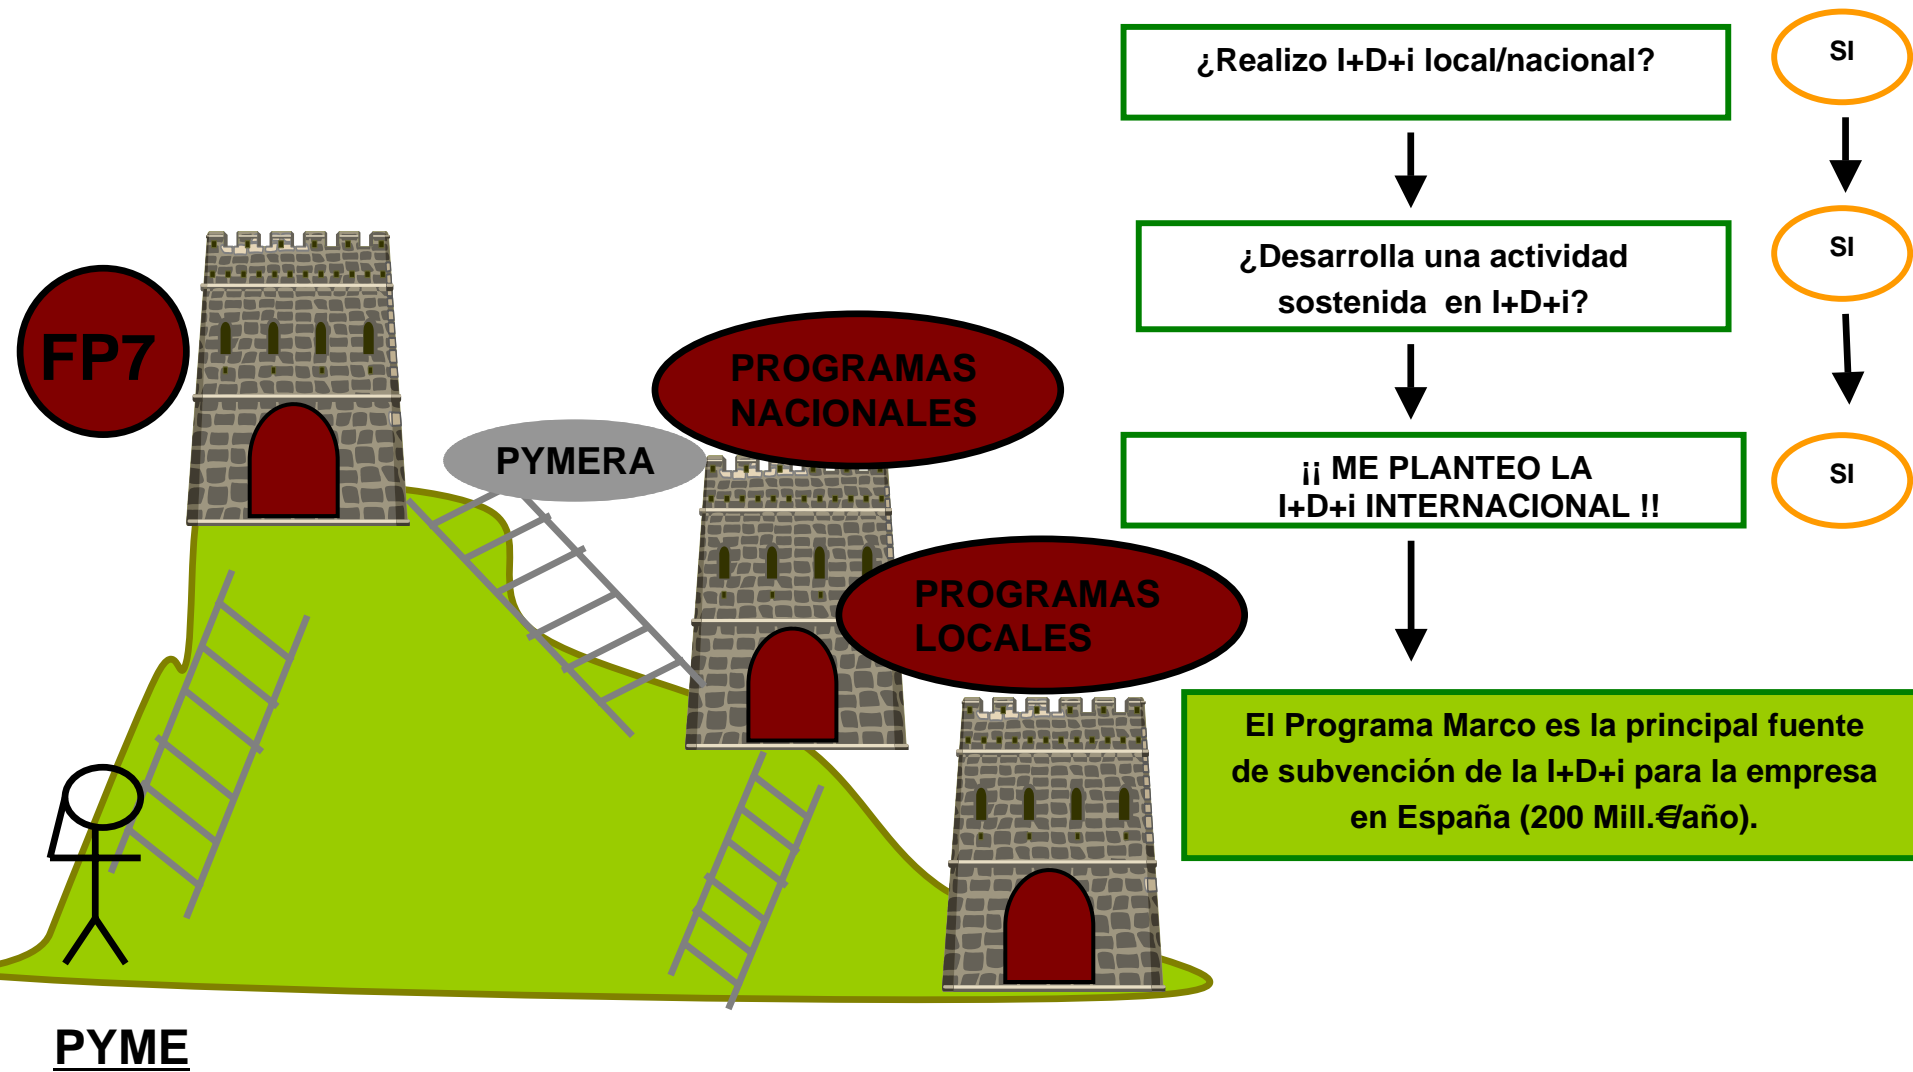 ¿Realizo I+D+i local/nacional?
SI
¿Desarrolla una actividad
sostenida en I+D+i?
SI
¡¡ ME PLANTEO LA
I+D+i INTERNACIONAL !!
SI
El Programa Marco es la principal fuente
de subvención de la I+D+i para la empresa
en España (200 Mill.€/año).
FP7
PROGRAMAS
NACIONALES
PYMERA
PROGRAMAS
LOCALES
PYME